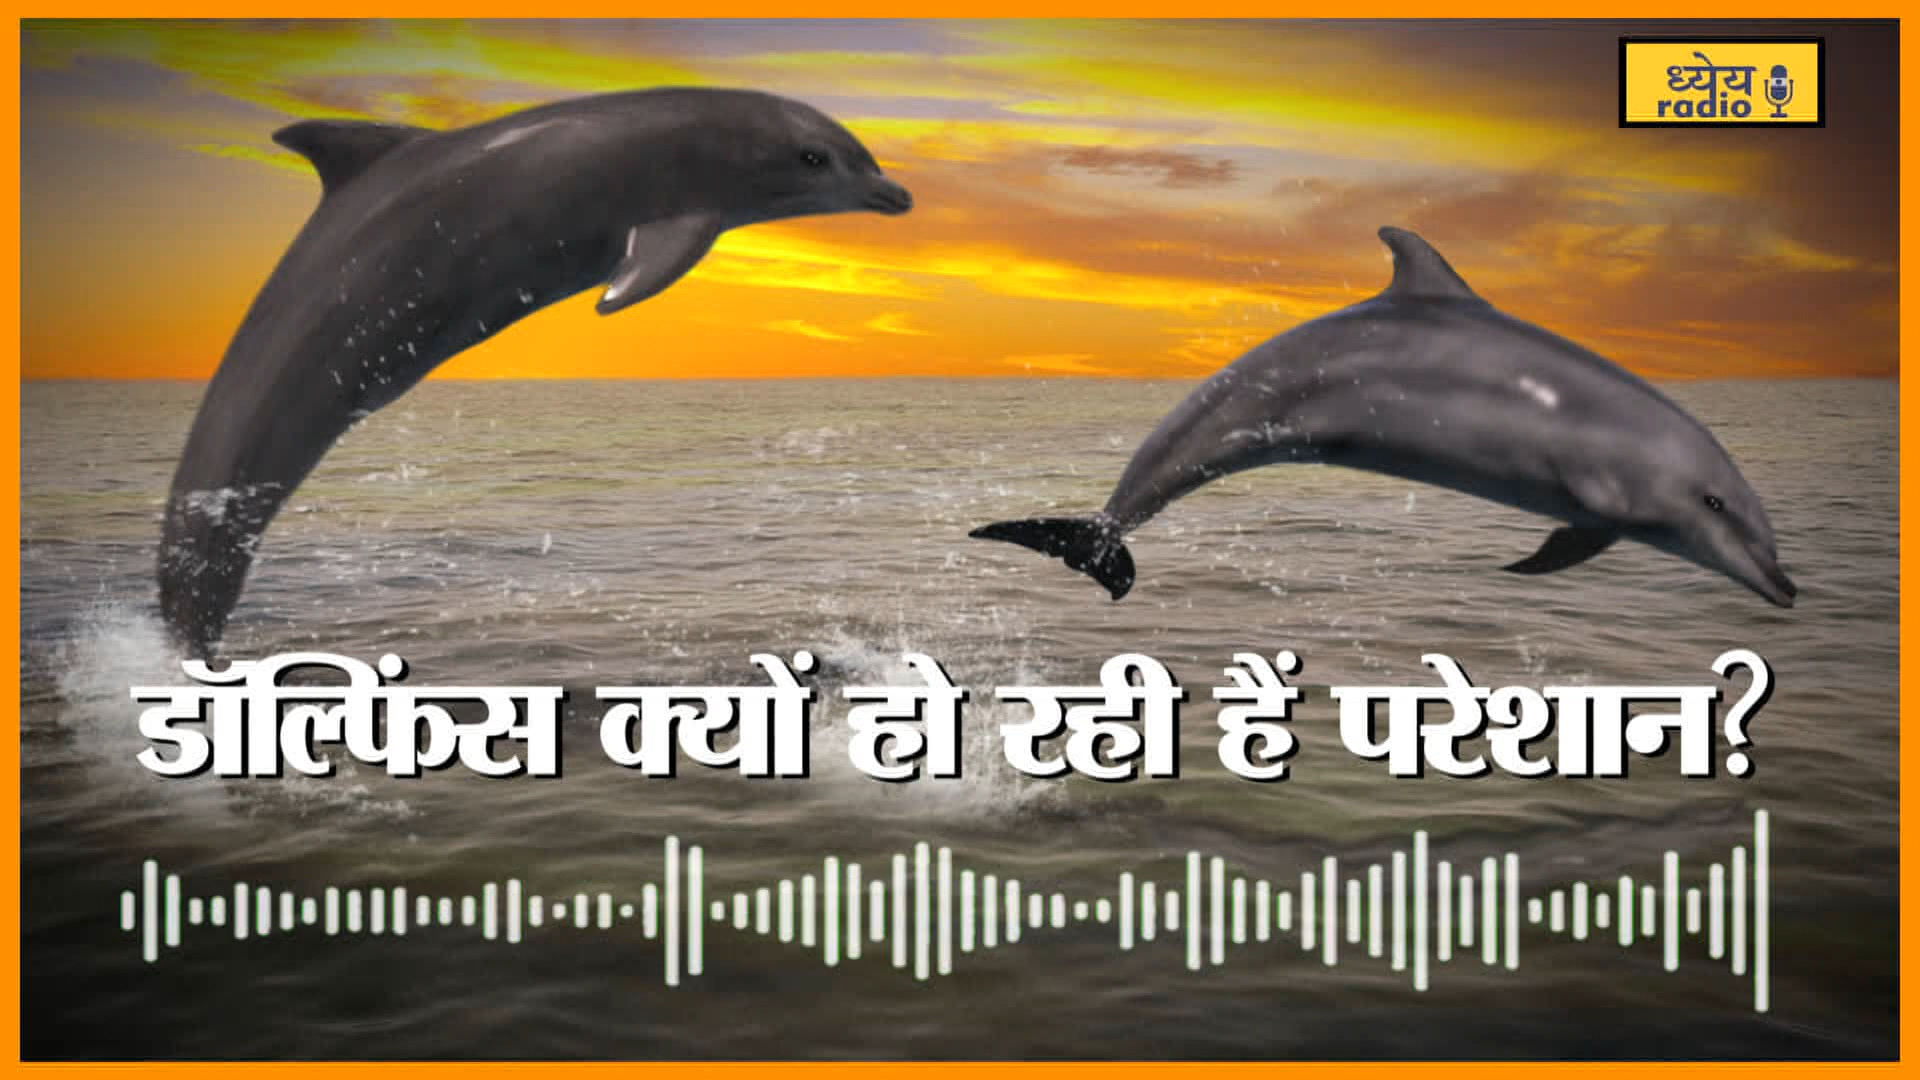 ध्येय
radio
डॉल्फिंस क्यों हो रही हैं परेशान?